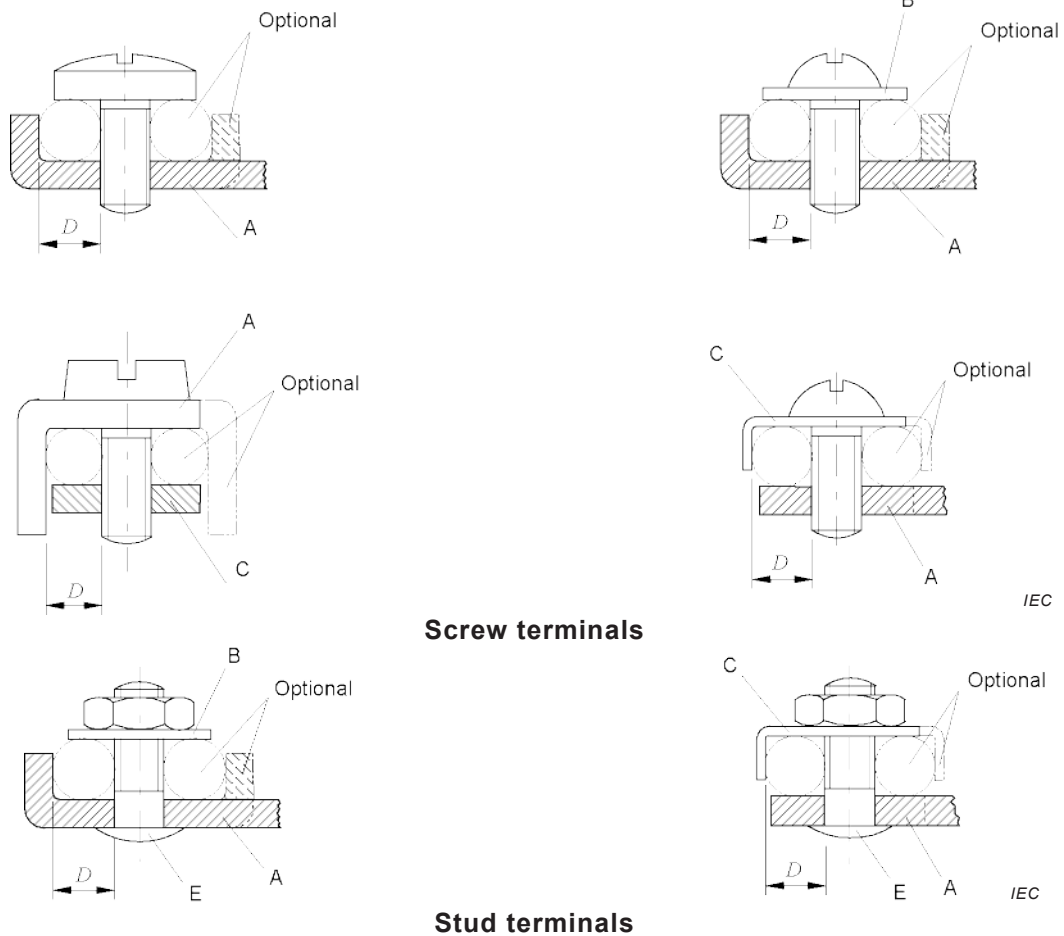 Optional
B
Optional
D
A
D
A
A
Optional
C
Optional
D
C
D
A
IEC
Screw terminals
B
Optional
C
Optional
D
E
A
D
E
A
IEC
Stud terminals